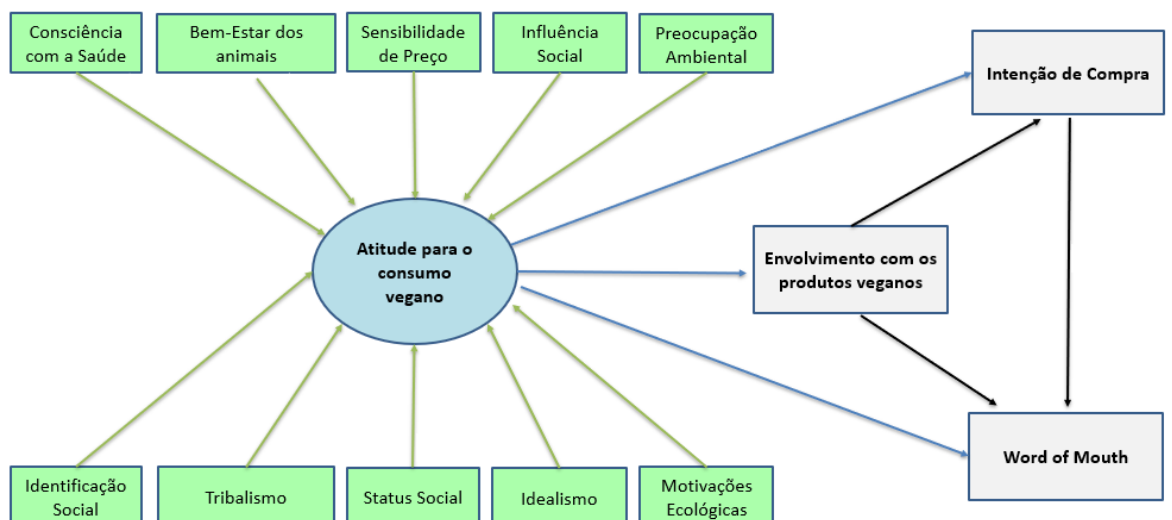 Consciência
com a Saúde
Bem-Estar dos
animais
Sensibilidade
de Preço
Influência
Social
Preocupação
Ambiental
Intenção de Compra
Atitude para o
consumo
vegano
Envolvimento com os
produtos veganos
Identificação
Social
Tribalismo
Status Social
Idealismo
Motivações
Ecológicas
Word of Mouth